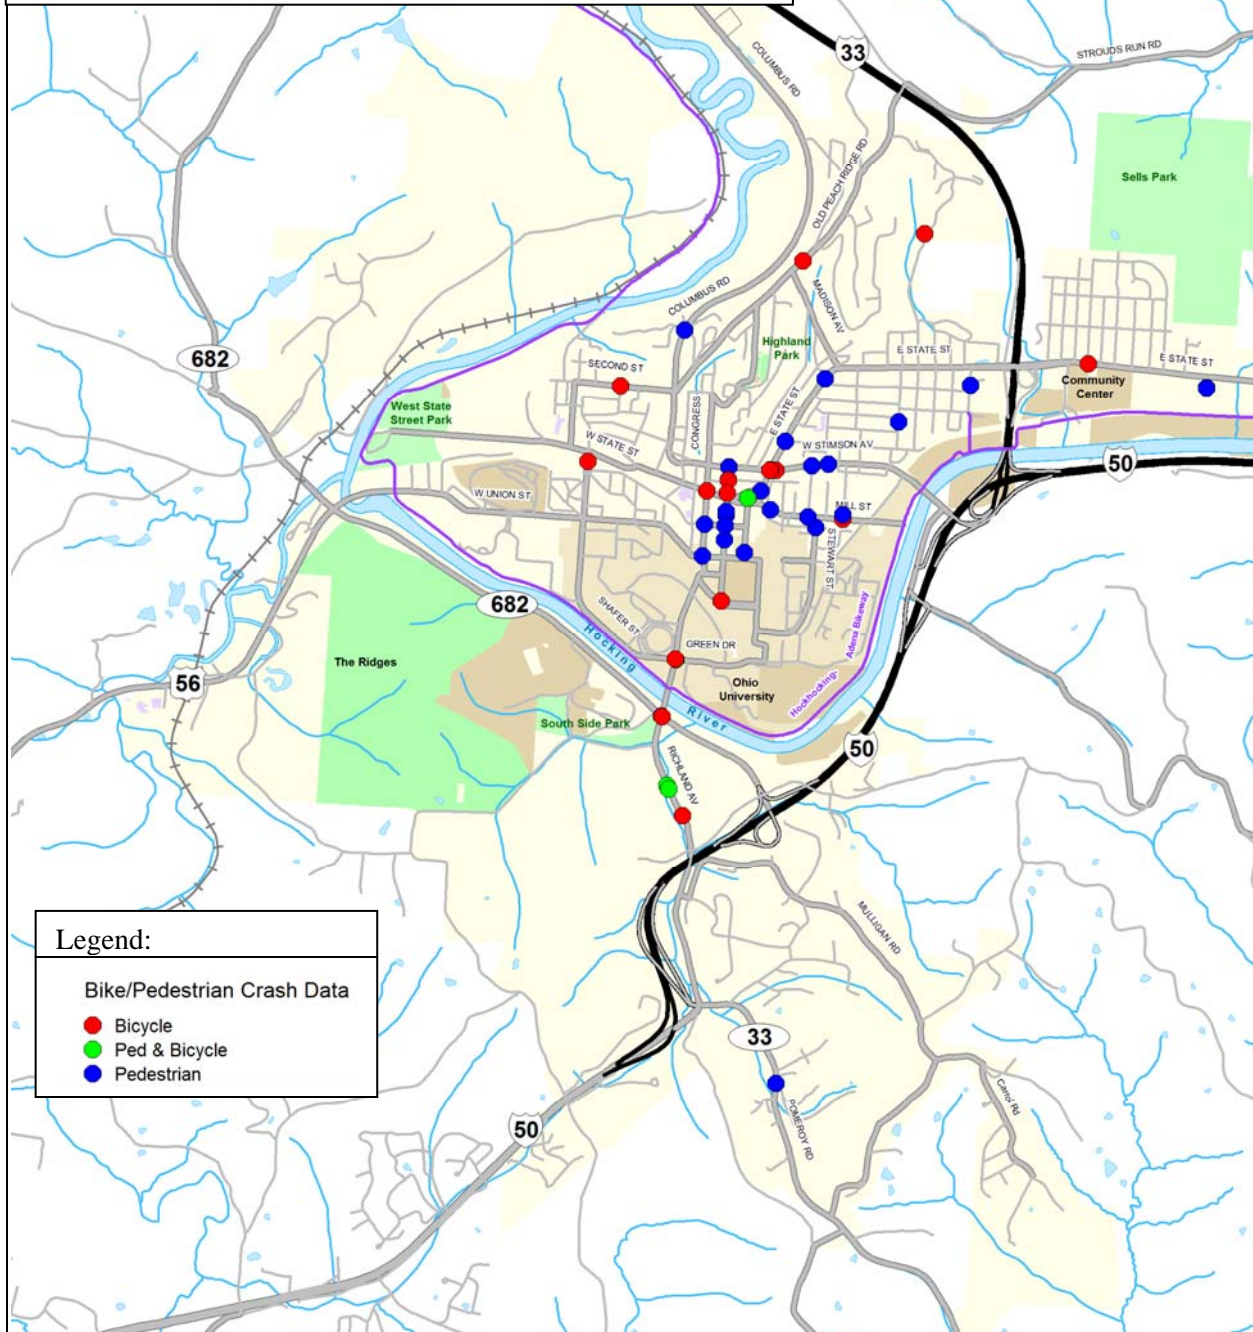 33
STROUDS RUN RD
COLUMBUS RD
OLD PEACH RIDGE RD
Sells Park
COLUMBUS RD
MADISON AV
682
Highland
Park
E STATE ST
E STATE ST
SECOND ST
Community
Center
West State
Street Park
CONGRESS
E STATE ST
W STATE ST
W STIMSON AV
50
W UNION ST
MILL ST
STEWART ST
682
SHAFER ST
Hocking
River
Hockhocking-
Adena Bikeway
GREEN DR
The Ridges
56
Ohio
University
South Side Park
50
RICHLAND AV
MULLIGAN RD
Legend:
Bike/Pedestrian Crash Data
Bicycle
Ped & Bicycle
Pedestrian
33
Carrol Rd
POMEROY RD
50